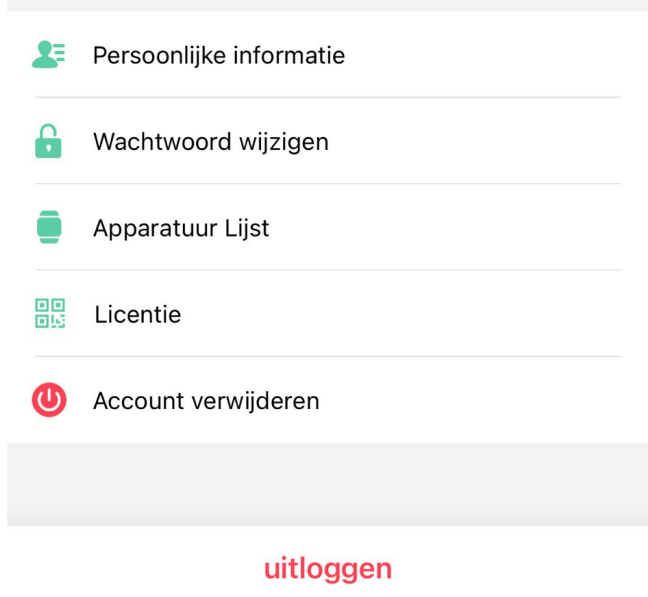 Persoonlijke informatie
Wachtwoord wijzigen
Apparatuur Lijst
Licentie
Account verwijderen
uitloggen